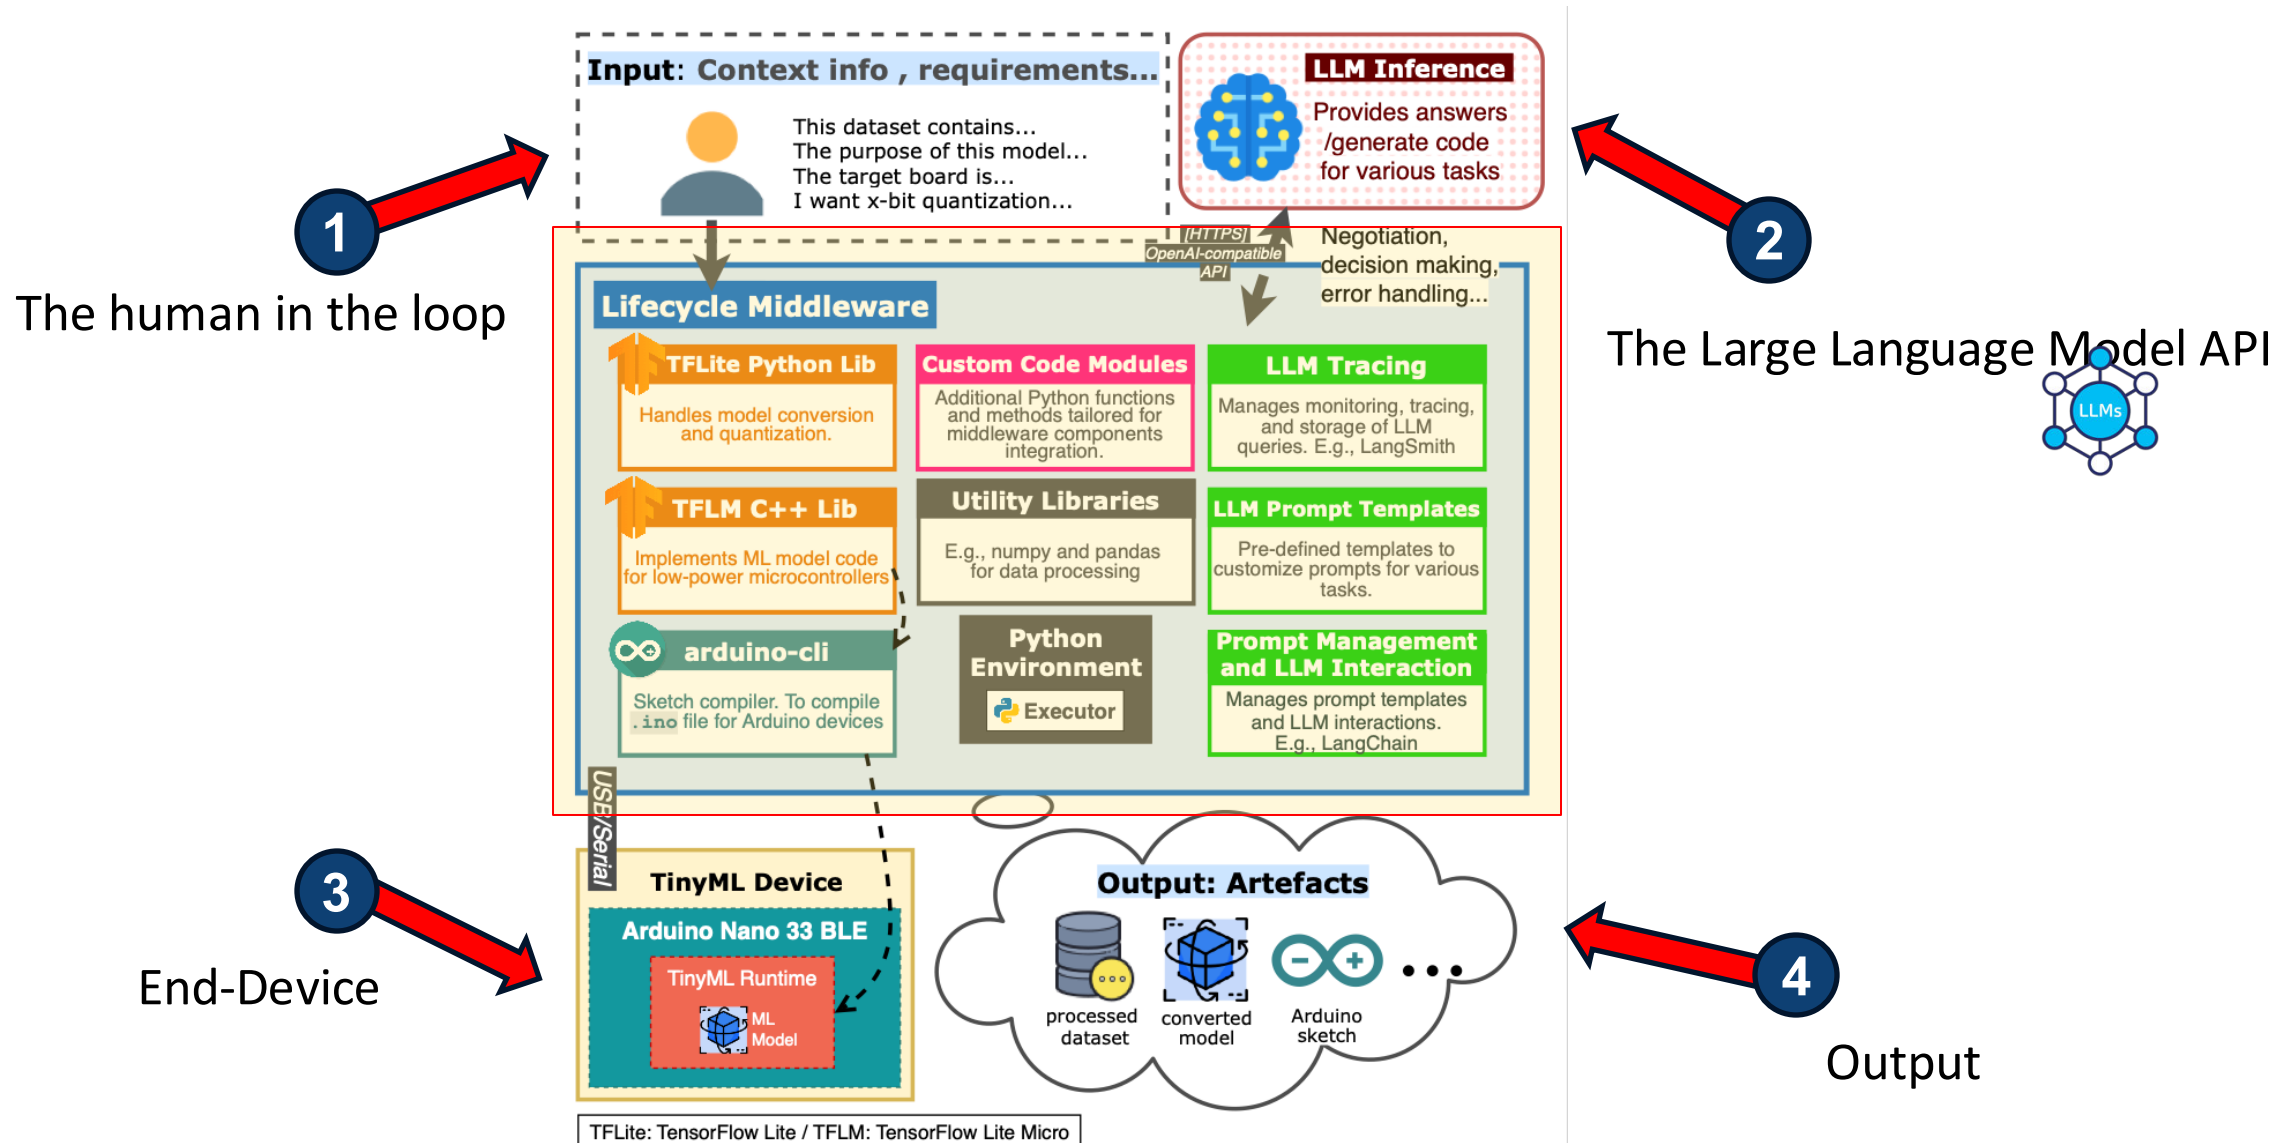 Input: Context info , requirements...
This dataset contains...
The purpose of this model...
The target board is...
I want x-bit quantization...
LLM Inference
Provides answers
/generate code
for various tasks
1
The human in the loop
2
The Large Language Model API
LLMs
[HTTPS]
OpenAI-compatible
API
Negotiation,
decision making,
error handling...
Lifecycle Middleware
TFLite Python Lib
Handles model conversion
and quantization.
Custom Code Modules
Additional Python functions
and methods tailored for
middleware components
integration.
LLM Tracing
Manages monitoring, tracing,
and storage of LLM
queries. E.g., LangSmith
TFLM C++ Lib
Implements ML model code
for low-power microcontrollers
Utility Libraries
E.g., numpy and pandas
for data processing
LLM Prompt Templates
Pre-defined templates to
customize prompts for various
tasks.
arduino-cli
Sketch compiler. To compile
.ino file for Arduino devices
Python
Environment
Executor
Prompt Management
and LLM Interaction
Manages prompt templates
and LLM interactions.
E.g., LangChain
USB/Serial
3
End-Device
TinyML Device
Arduino Nano 33 BLE
TinyML Runtime
ML
Model
Output: Artefacts
processed
dataset
converted
model
Arduino
sketch
4
Output
TFLite: TensorFlow Lite / TFLM: TensorFlow Lite Micro